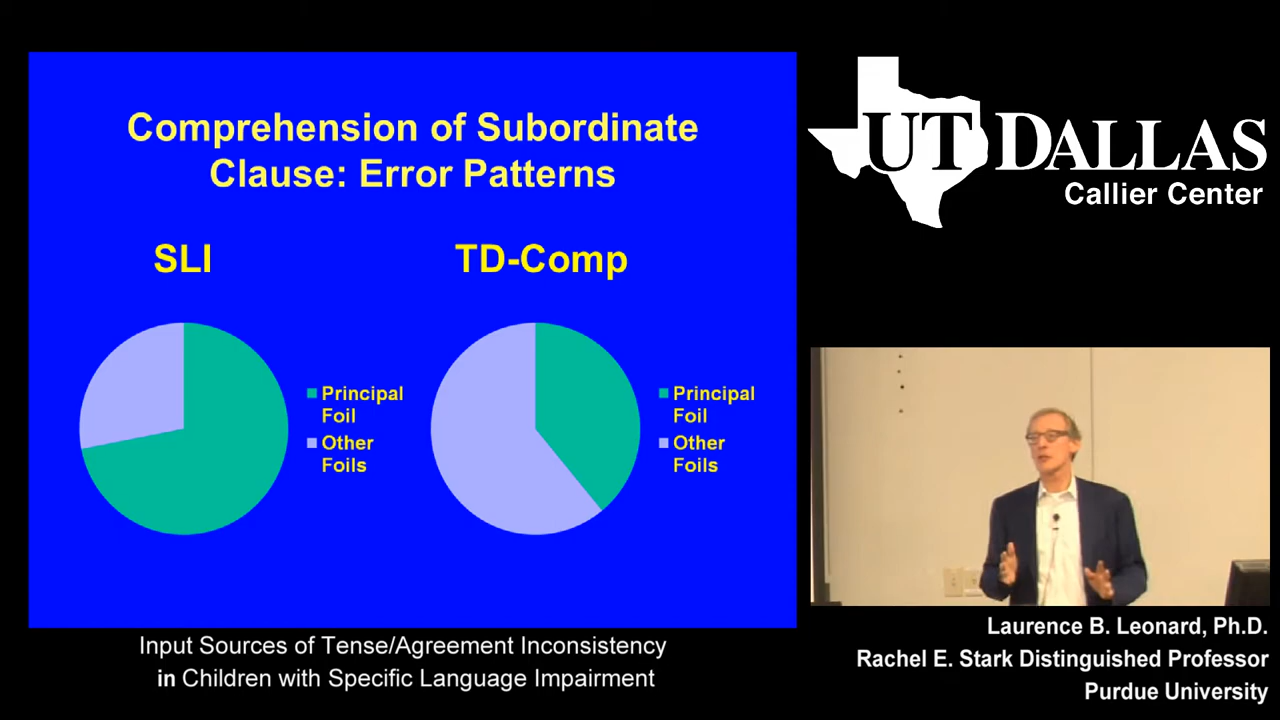 Comprehension of Subordinate
Clause: Error Patterns
SLI
TD-Comp
Principal
Foil
Other
Foils
Principal
Foil
Other
Foils
UT DALLAS
Callier Center
Input Sources of Tense/Agreement Inconsistency
in Children with Specific Language Impairment
Laurence B. Leonard, Ph.D.
Rachel E. Stark Distinguished Professor
Purdue University